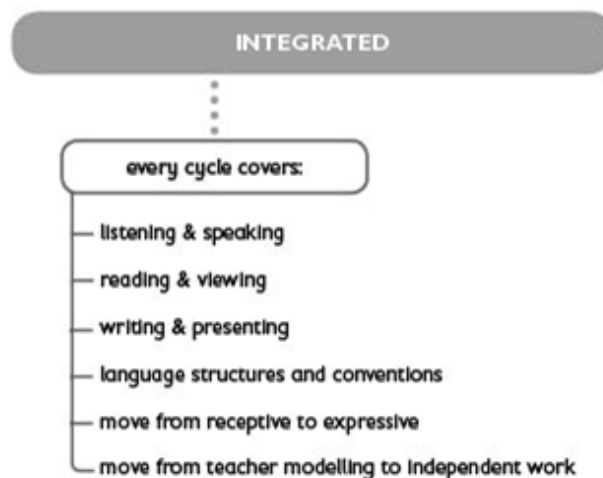 INTEGRATED
every cycle covers:
listening & speaking
reading & viewing
writing & presenting
language structures and conventions
move from receptive to expressive
move from teacher modelling to independent work